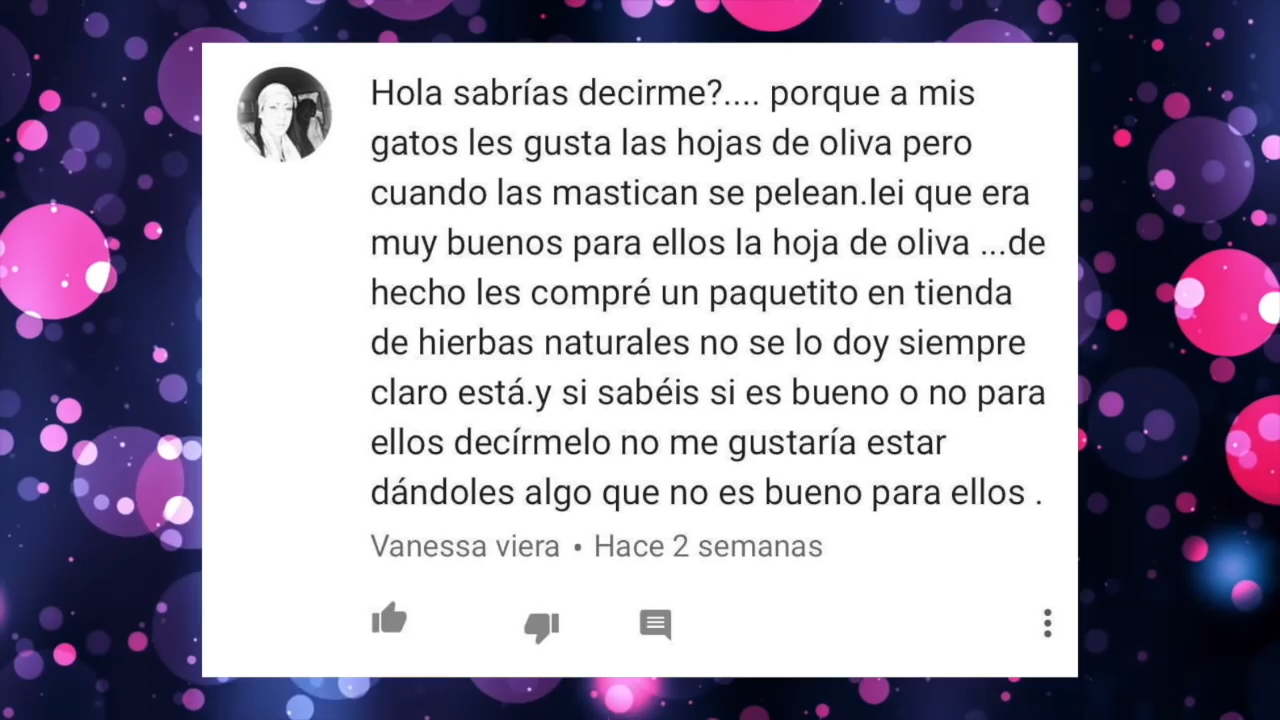 Hola sabrías decirme?.... porque a mis
gatos les gusta las hojas de oliva pero
cuando las mastican se pelean.lei que era
muy buenos para ellos la hoja de oliva ...de
hecho les compré un paquetito en tienda
de hierbas naturales no se lo doy siempre
claro está.y si sabéis si es bueno o no para
ellos decírmelo no me gustaría estar
dándoles algo que no es bueno para ellos .
Vanessa viera • Hace 2 semanas